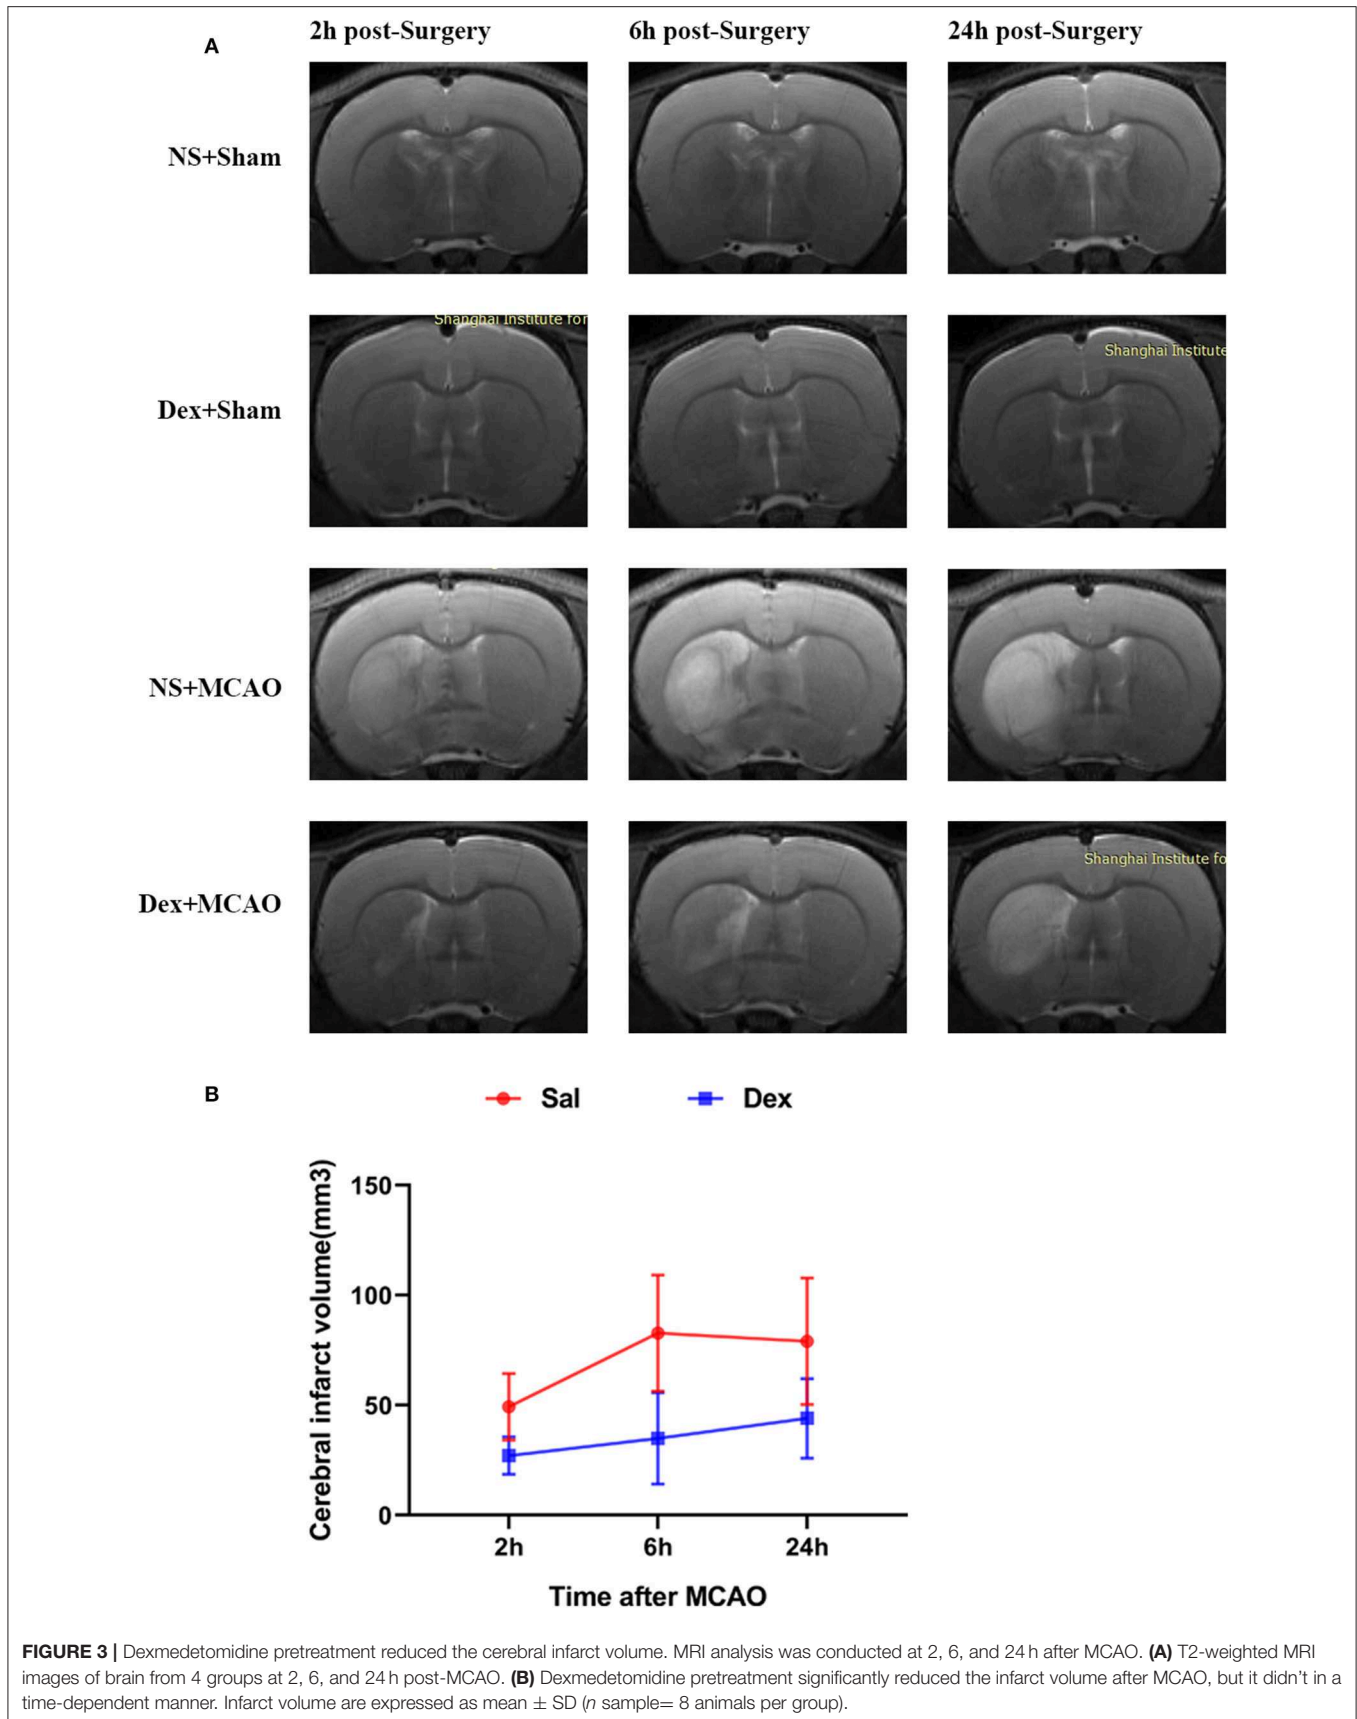 A
2h post-Surgery 6h post-Surgery 24h post-Surgery
NS+Sham
Shanghai Institute for
Shanghai Institute
Dex+Sham
NS+MCAO
Shanghai Institute fo
Dex+MCAO
B
Sal Dex
Cerebral infarct volume(mm3)
150
100
50
0
2h 6h 24h
Time after MCAO
FIGURE 3 | Dexmedetomidine pretreatment reduced the cerebral infarct volume. MRI analysis was conducted at 2, 6, and 24 h after MCAO. (A) T2-weighted MRI
images of brain from 4 groups at 2, 6, and 24 h post-MCAO. (B) Dexmedetomidine pretreatment significantly reduced the infarct volume after MCAO, but it didn't in a
time-dependent manner. Infarct volume are expressed as mean ± SD (n sample= 8 animals per group).